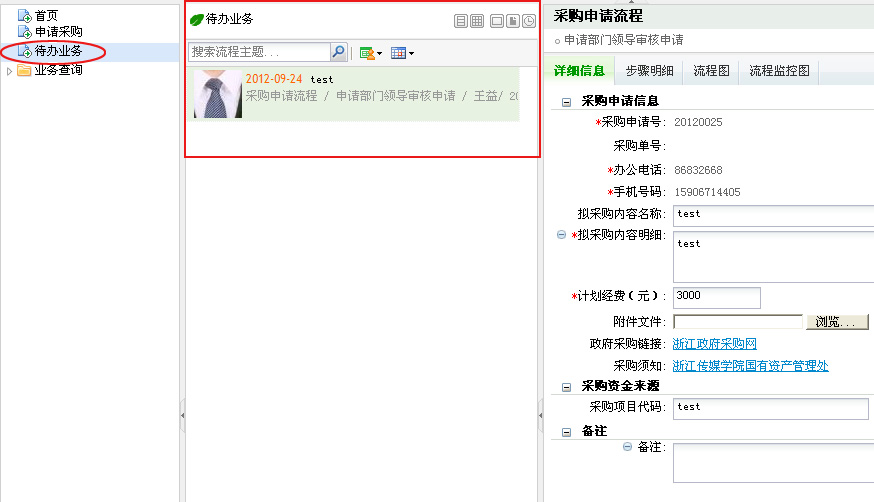 首页
申请采购
待办业务
业务查询
待办业务
搜索流程主题...
2012-09-24 test
采购申请流程 / 申请部门领导审核申请 / 王益/ 20
采购申请流程
申请部门领导审核申请
详细信息 步骤明细 流程图 流程监控图
采购申请信息
*采购申请号: 20120025
采购单号:
*办公电话: 86832668
*手机号码: 15906714405
拟采购内容名称: test
*拟采购内容明细: test
*计划经费(元): 3000
附件文件: 浏览...
政府采购链接: 浙江政府采购网
采购须知: 浙江传媒学院国有资产管理处
采购资金来源
采购项目代码: test
备注
备注: